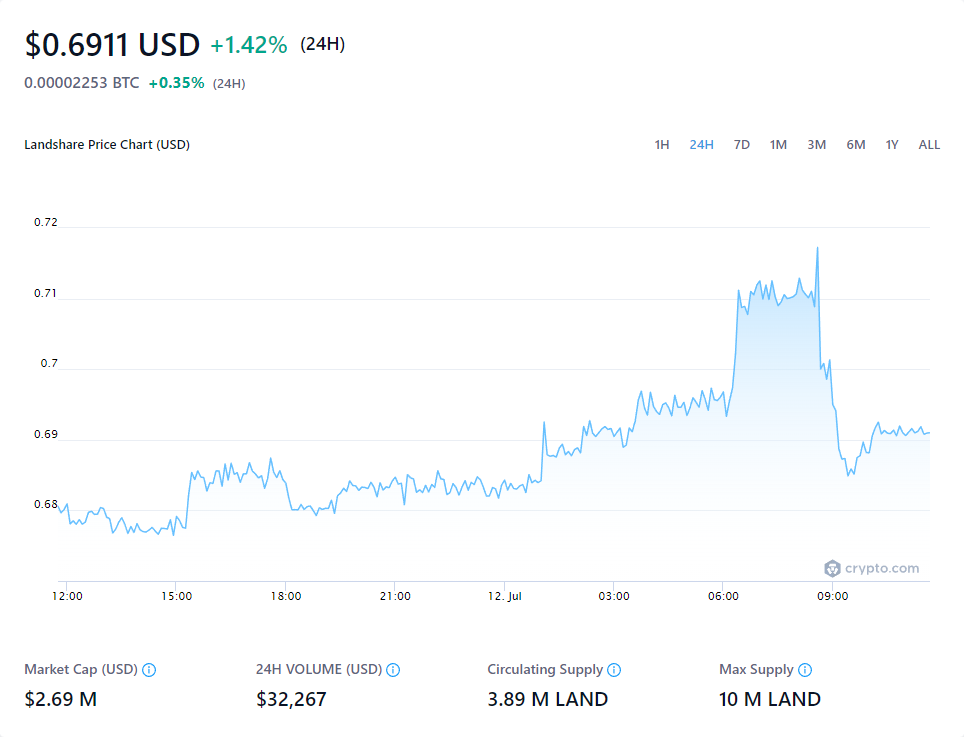 $0.6911 USD +1.42% (24H)
0.00002253 BTC +0.35% (24H)
Landshare Price Chart (USD) 1H 24H 7D 1M 3M 6M 1Y ALL
0.72
0.71
0.7
0.69
0.68
crypto.com
12:00 15:00 18:00 21:00 12. Jul 03:00 06:00 09:00
Market Cap (USD) 24H VOLUME (USD) Circulating Supply Max Supply
$2.69 M $32,267 3.89 M LAND 10 M LAND